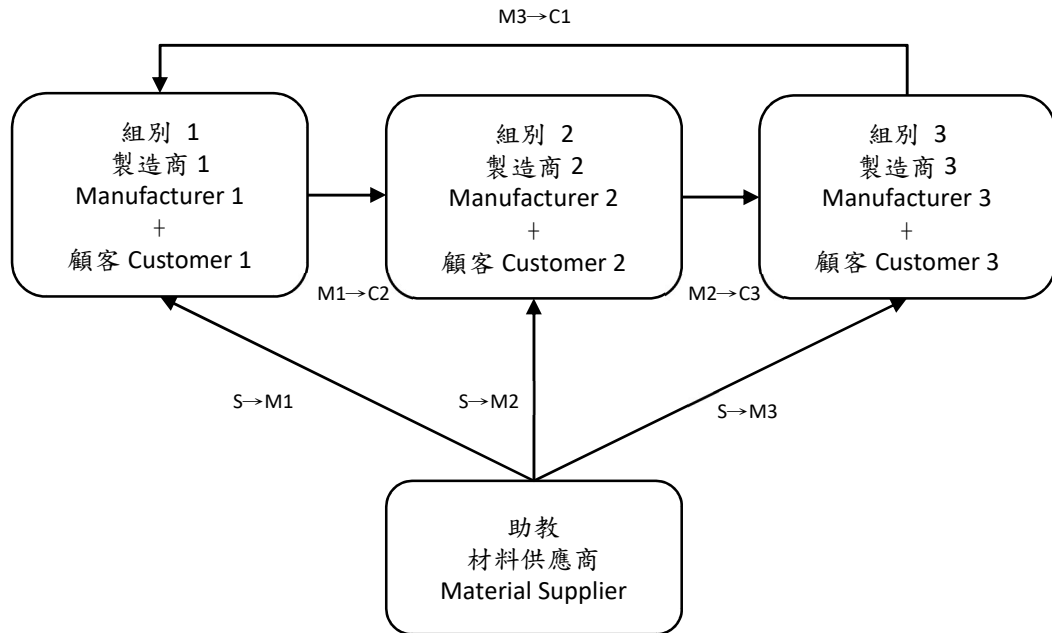 M3→C1
組別 1
製造商 1
Manufacturer 1
+
顧客 Customer 1
組別 2
製造商 2
Manufacturer 2
+
顧客 Customer 2
組別 3
製造商 3
Manufacturer 3
+
顧客 Customer 3
M1→C2
M2→C3
S→M1
S→M2
S→M3
助教
材料供應商
Material Supplier